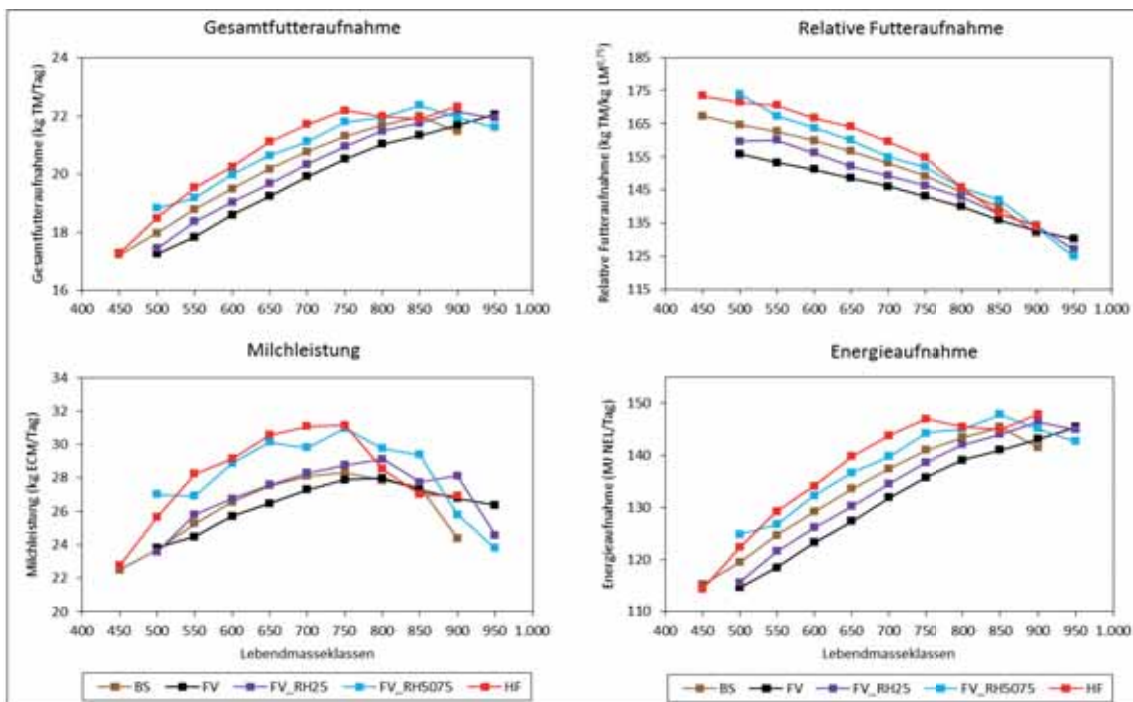 Gesamtfutteraufnahme
Gesamtfutteraufnahme (kg TM/Tag)
24
22
20
18
16
400 450 500 550 600 650 700 750 800 850 900 950 1.000
Relative Futteraufnahme
Relative Futteraufnahme (kg TM/kg LM^0,75)
185
175
165
155
145
135
125
115
400 450 500 550 600 650 700 750 800 850 900 950 1.000
Milchleistung
Milchleistung (kg ECM/Tag)
34
32
30
28
26
24
22
20
400 450 500 550 600 650 700 750 800 850 900 950 1.000
Lebendmasseklassen
BS FV FV_RH25 FV_RH5075 HF
Energieaufnahme
Energieaufnahme (MJ NEL/Tag)
150
140
130
120
110
400 450 500 550 600 650 700 750 800 850 900 950 1.000
Lebendmasseklassen
BS FV FV_RH25 FV_RH5075 HF